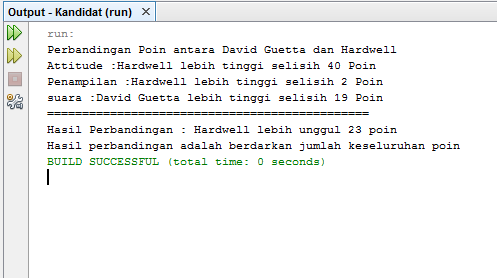 Output - Kandidat (run)
run:
Perbandingan Poin antara David Guetta dan Hardwell
Attitude :Hardwell lebih tinggi selisih 40 Poin
Penampilan :Hardwell lebih tinggi selisih 2 Poin
suara :David Guetta lebih tinggi selisih 19 Poin
==============================================
Hasil Perbandingan : Hardwell lebih unggul 23 poin
Hasil perbandingan adalah berdarkan jumlah keseluruhan poin
BUILD SUCCESSFUL (total time: 0 seconds)